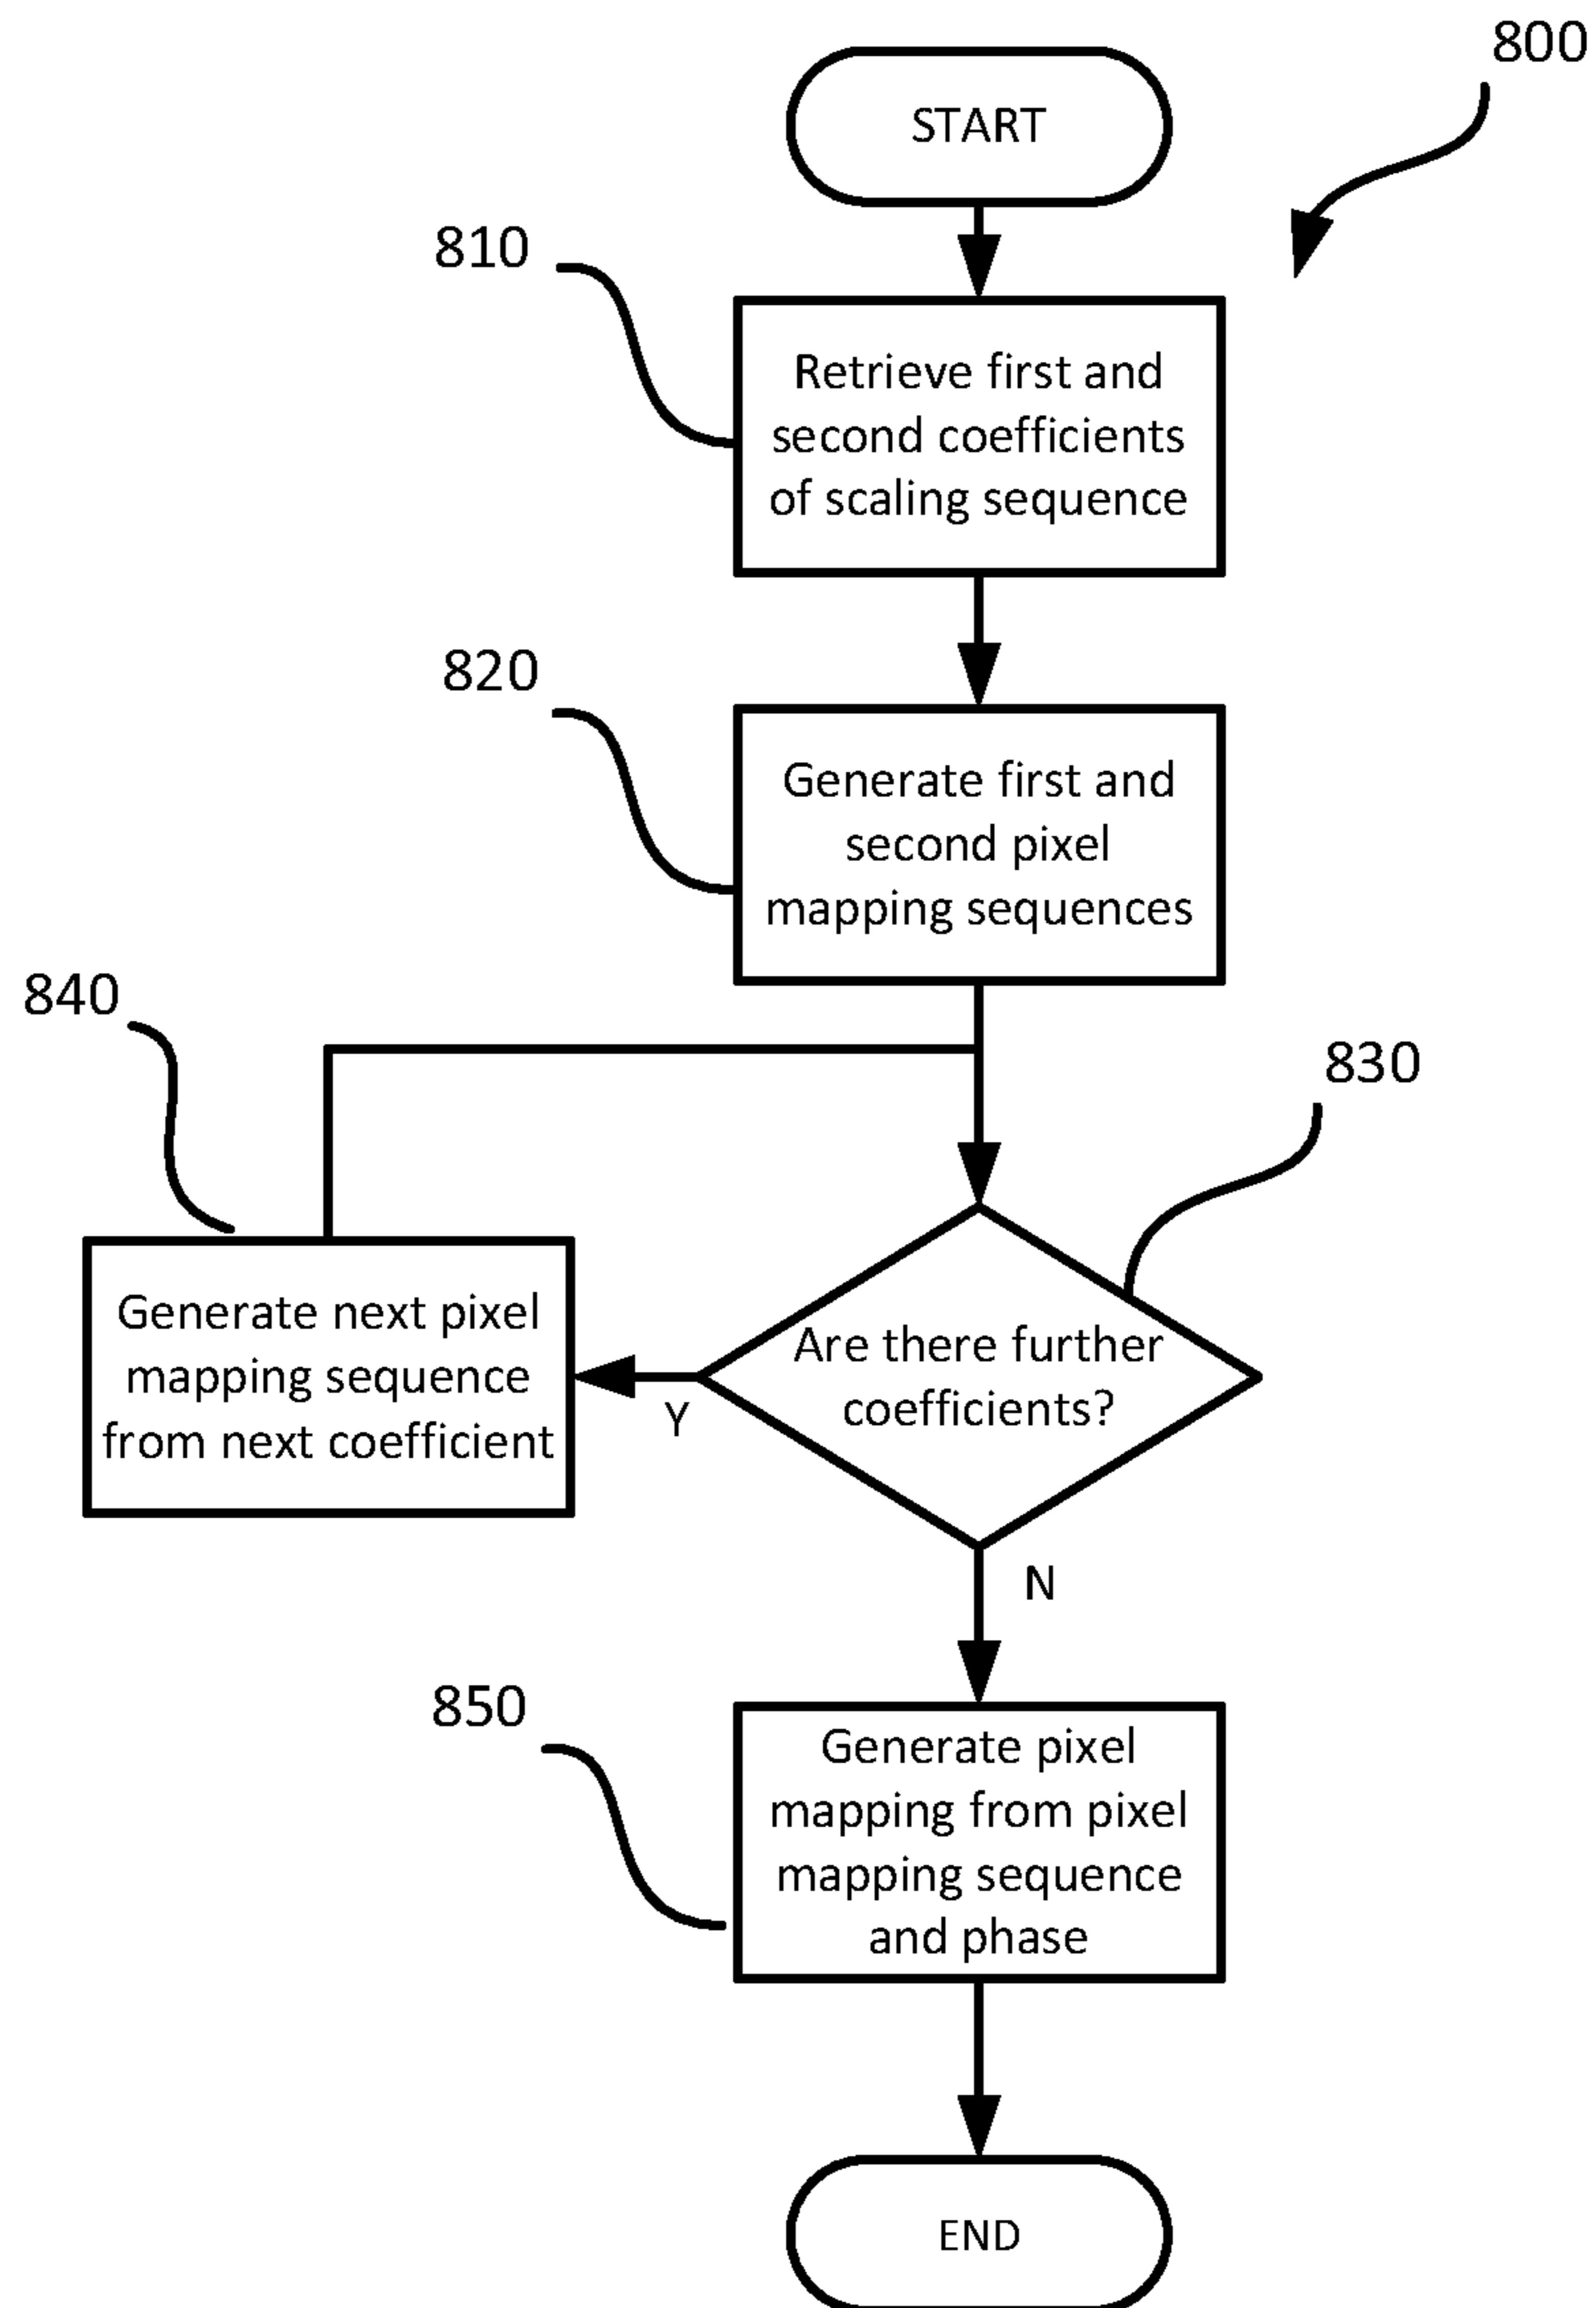 800
START
810
Retrieve first and
second coefficients
of scaling sequence
820
Generate first and
second pixel
mapping sequences
840
830
Generate next pixel
mapping sequence
from next coefficient
Y
Are there further
coefficients?
N
850
Generate pixel
mapping from pixel
mapping sequence
and phase
END